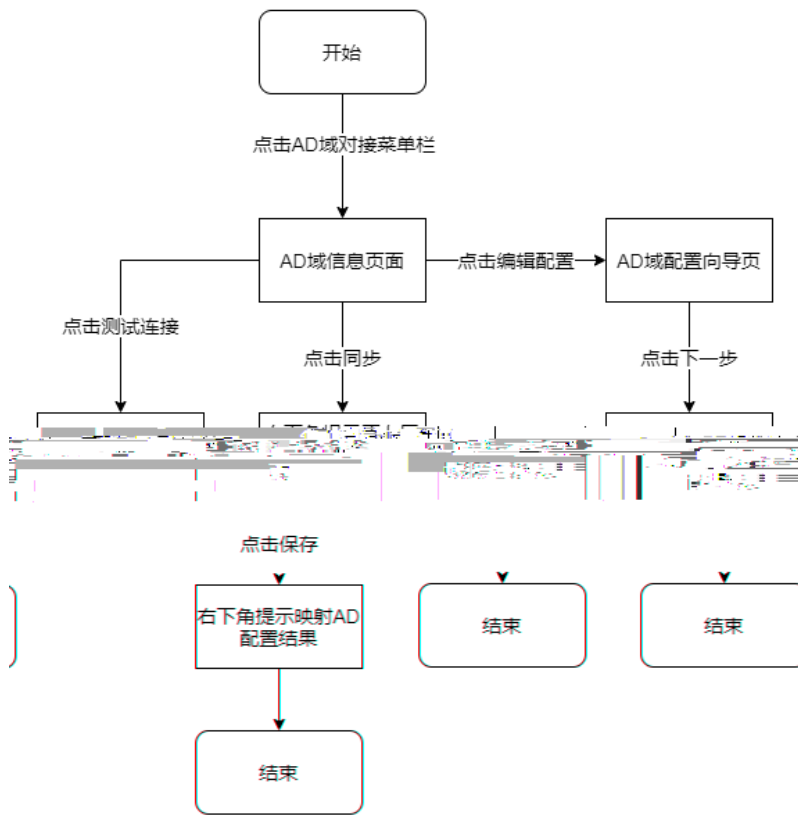 开始
点击AD域对接菜单栏
AD域信息页面
点击编辑配置
AD域配置向导页
点击测试连接
点击同步
点击下一步
点击保存
右下角提示映射AD
配置结果
结束
结束
结束